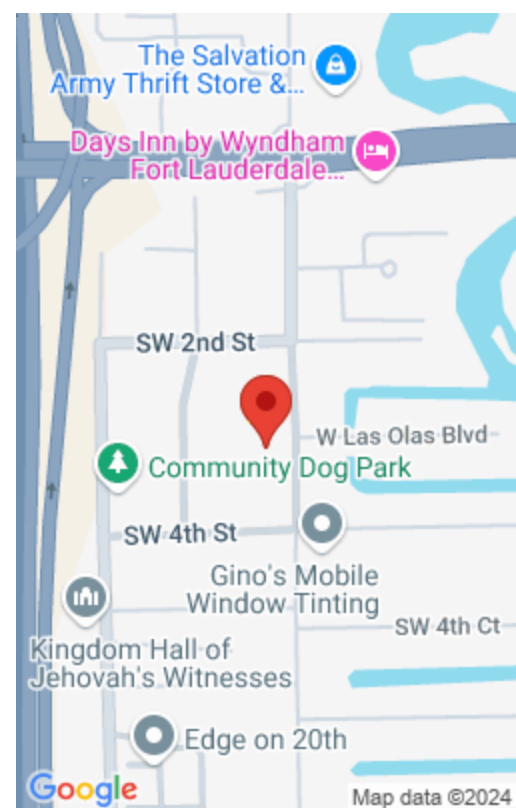 The Salvation
Army Thrift Store &...
Days Inn by Wyndham
Fort Lauderdale...
SW 2nd St
W Las Olas Blvd
Community Dog Park
SW 4th St
Gino's Mobile
Window Tinting
SW 4th Ct
Kingdom Hall of
Jehovah's Witnesses
Edge on 20th
Google
Map data ©2024